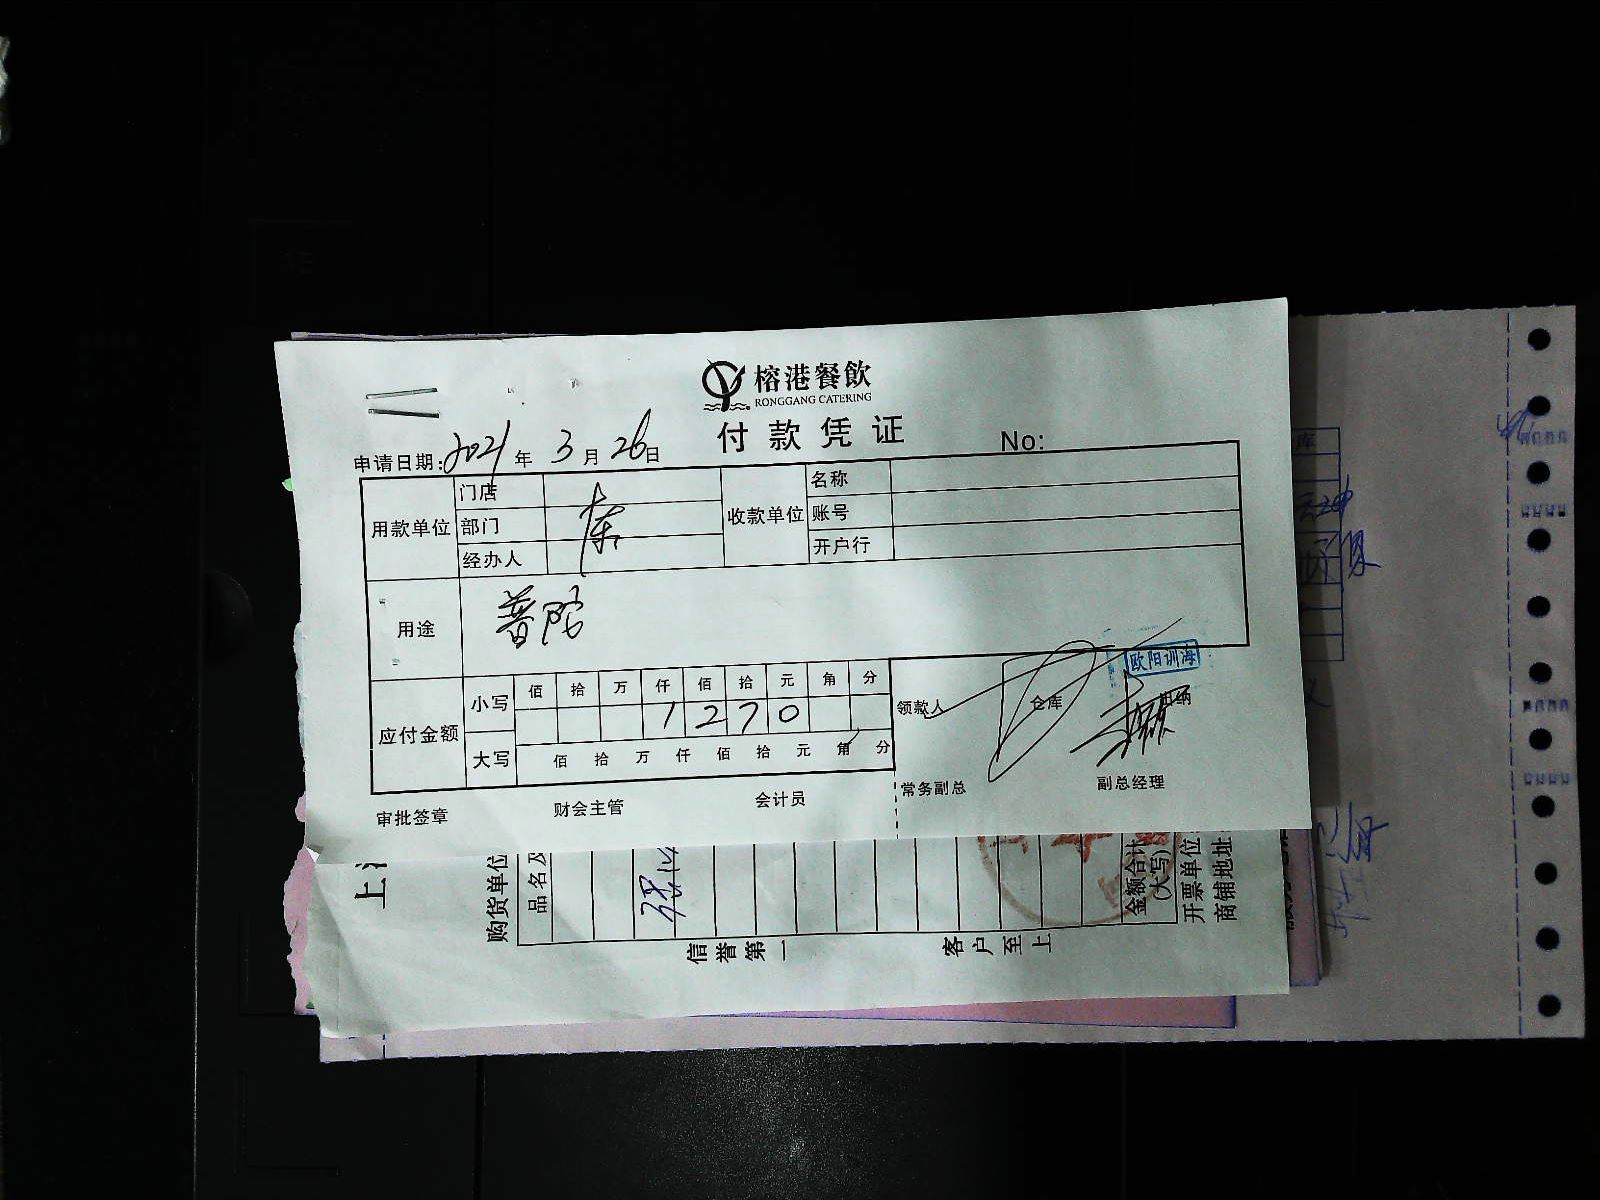 榕港餐飲
RONGGANG CATERING
付款凭证
No:
申请日期: 2021 年 3 月 26 日
用款单位 门店 收款单位 名称
部门 账号
经办人 开户行
用途 普陀
应付金额 小写 佰 拾 万 仟 佰 拾 元 角 分
1 2 7 0
大写 佰 拾 万 仟 佰 拾 元 角 分
领款人 仓库
欧阳训海
审批签章 财会主管 会计员 常务副总 副总经理
购货单位
品名及
金额合计
(大写)
开票单位
商铺地址
信誉第一 客户至上